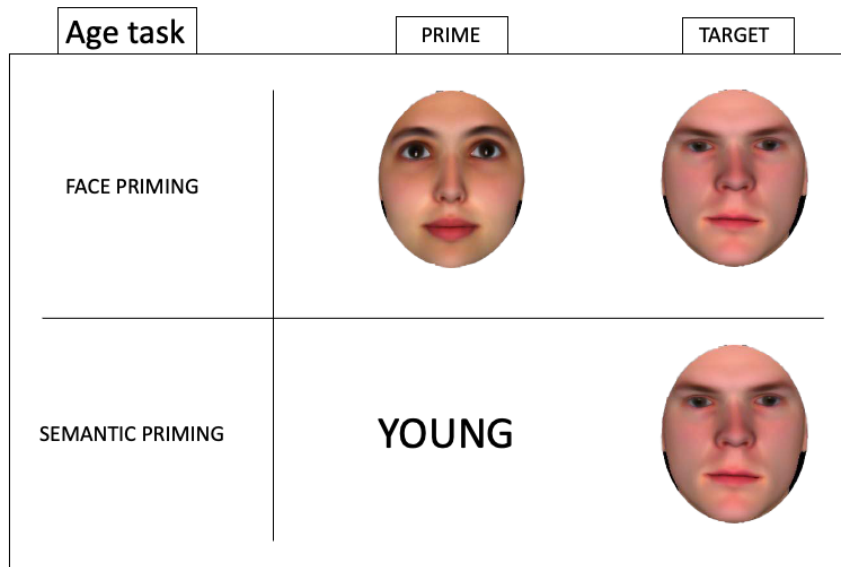 Age task
PRIME
TARGET
FACE PRIMING
SEMANTIC PRIMING
YOUNG